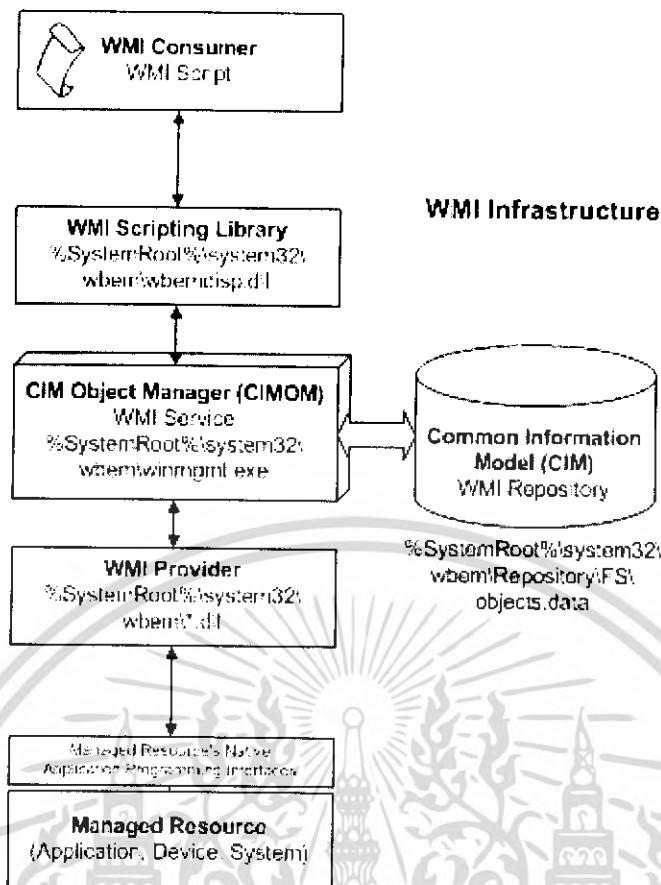 WMI Consumer
WMI Script
WMI Infrastructure
WMI Scripting Library
%SystemRoot%\system32\
wbem\wbemdisp.dll
CIM Object Manager (CIMOM)
WMI Service
%SystemRoot%\system32\
wbem\winmgmt.exe
Common Information
Model (CIM)
WMI Repository
%SystemRoot%\system32\
wbem\Repository\FS\
objects.data
WMI Provider
%SystemRoot%\system32\
wbem\*.dll
Managed Resource's Native
Application Programming Interfaces
Managed Resource
(Application, Device, System)